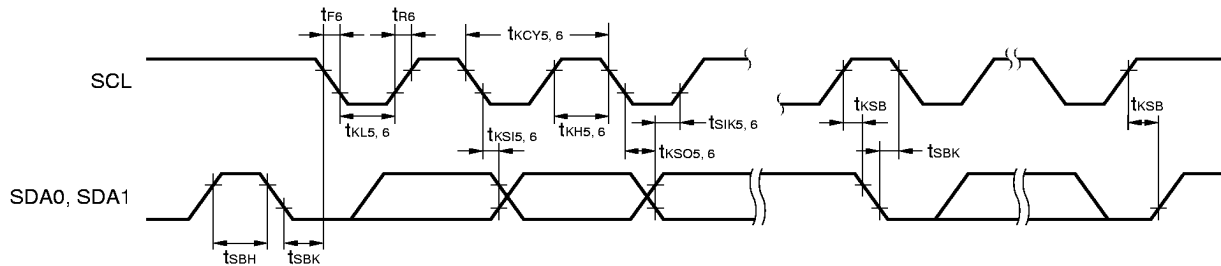 tF6 tR6 tKCY5, 6
SCL
tKL5, 6 tKSI5, 6 tKH5, 6 tSIK5, 6 tKSB tKSB
tKSO5, 6 tSBK
SDA0, SDA1
tSBH tSBK